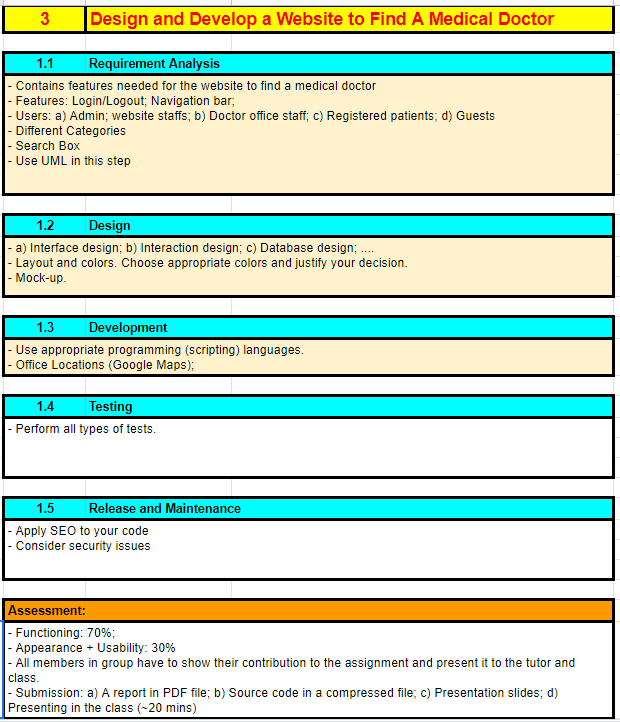 3 Design and Develop a Website to Find A Medical Doctor
1.1 Requirement Analysis
- Contains features needed for the website to find a medical doctor
- Features: Login/Logout; Navigation bar;
- Users: a) Admin; website staffs; b) Doctor office staff; c) Registered patients; d) Guests
- Different Categories
- Search Box
- Use UML in this step
1.2 Design
- a) Interface design; b) Interaction design; c) Database design; ....
- Layout and colors. Choose appropriate colors and justify your decision.
- Mock-up.
1.3 Development
- Use appropriate programming (scripting) languages.
- Office Locations (Google Maps);
1.4 Testing
- Perform all types of tests.
1.5 Release and Maintenance
- Apply SEO to your code
- Consider security issues
Assessment:
- Functioning: 70%;
- Appearance + Usability: 30%
- All members in group have to show their contribution to the assignment and present it to the tutor and
class.
- Submission: a) A report in PDF file; b) Source code in a compressed file; c) Presentation slides; d)
Presenting in the class (~20 mins)